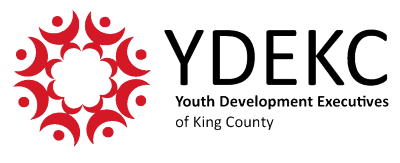 YDEKC
Youth Development Executives
of King County